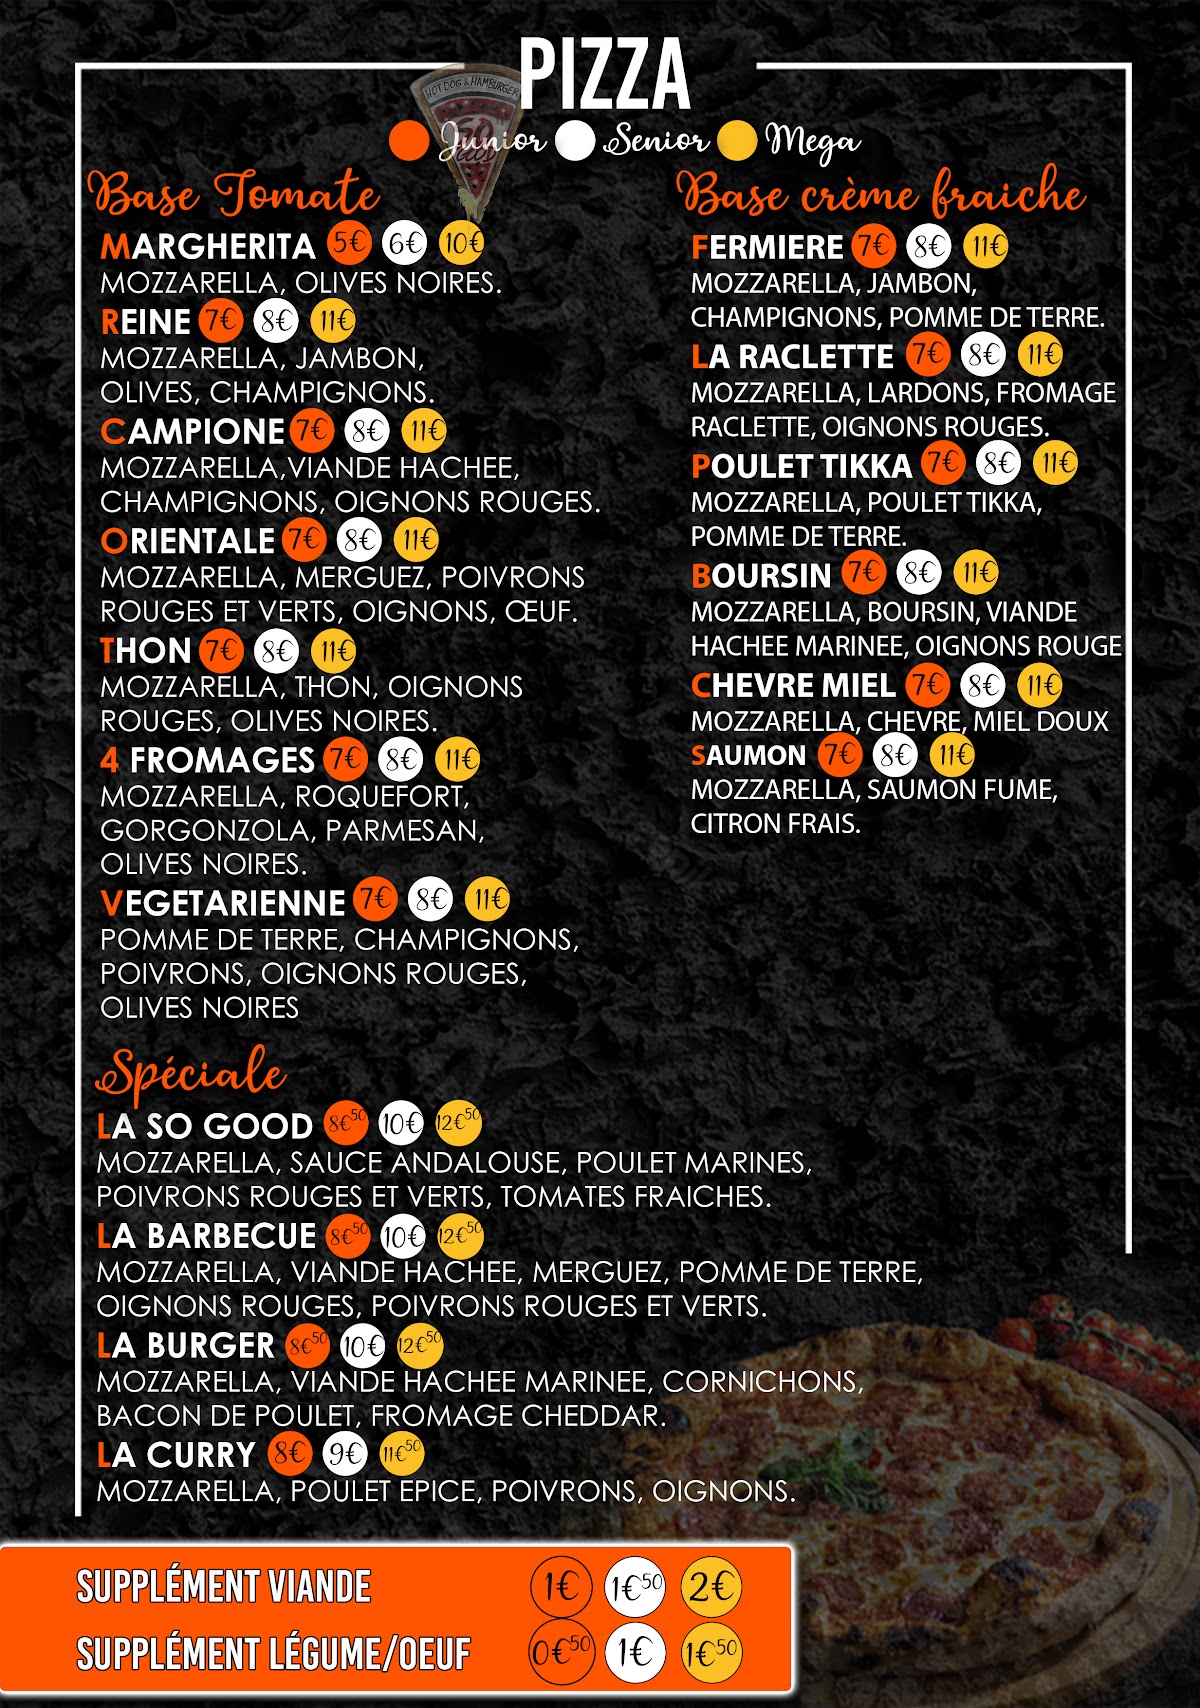 PIZZA
HOT DOG & HAMBURGER
Junior Senior Mega
Base Tomate
MARGHERITA 5€ 6€ 10€
MOZZARELLA, OLIVES NOIRES.
REINE 7€ 8€ 11€
MOZZARELLA, JAMBON,
OLIVES, CHAMPIGNONS.
CAMPIONE 7€ 8€ 11€
MOZZARELLA,VIANDE HACHEE,
CHAMPIGNONS, OIGNONS ROUGES.
ORIENTALE 7€ 8€ 11€
MOZZARELLA, MERGUEZ, POIVRONS
ROUGES ET VERTS, OIGNONS, ŒUF.
THON 7€ 8€ 11€
MOZZARELLA, THON, OIGNONS
ROUGES, OLIVES NOIRES.
4 FROMAGES 7€ 8€ 11€
MOZZARELLA, ROQUEFORT,
GORGONZOLA, PARMESAN,
OLIVES NOIRES.
VEGETARIENNE 7€ 8€ 11€
POMME DE TERRE, CHAMPIGNONS,
POIVRONS, OIGNONS ROUGES,
OLIVES NOIRES
Base crème fraiche
FERMIERE 7€ 8€ 11€
MOZZARELLA, JAMBON,
CHAMPIGNONS, POMME DE TERRE.
LA RACLETTE 7€ 8€ 11€
MOZZARELLA, LARDONS, FROMAGE
RACLETTE, OIGNONS ROUGES.
POULET TIKKA 7€ 8€ 11€
MOZZARELLA, POULET TIKKA,
POMME DE TERRE.
BOURSIN 7€ 8€ 11€
MOZZARELLA, BOURSIN, VIANDE
HACHEE MARINEE, OIGNONS ROUGE
CHEVRE MIEL 7€ 8€ 11€
MOZZARELLA, CHEVRE, MIEL DOUX
SAUMON 7€ 8€ 11€
MOZZARELLA, SAUMON FUME,
CITRON FRAIS.
Spéciale
LA SO GOOD 8€50 10€ 12€50
MOZZARELLA, SAUCE ANDALOUSE, POULET MARINES,
POIVRONS ROUGES ET VERTS, TOMATES FRAICHES.
LA BARBECUE 8€50 10€ 12€50
MOZZARELLA, VIANDE HACHEE, MERGUEZ, POMME DE TERRE,
OIGNONS ROUGES, POIVRONS ROUGES ET VERTS.
LA BURGER 8€50 10€ 12€50
MOZZARELLA, VIANDE HACHEE MARINEE, CORNICHONS,
BACON DE POULET, FROMAGE CHEDDAR.
LA CURRY 8€ 9€ 11€50
MOZZARELLA, POULET EPICE, POIVRONS, OIGNONS.
SUPPLÉMENT VIANDE 1€ 1€50 2€
SUPPLÉMENT LÉGUME/OEUF 0€50 1€ 1€50